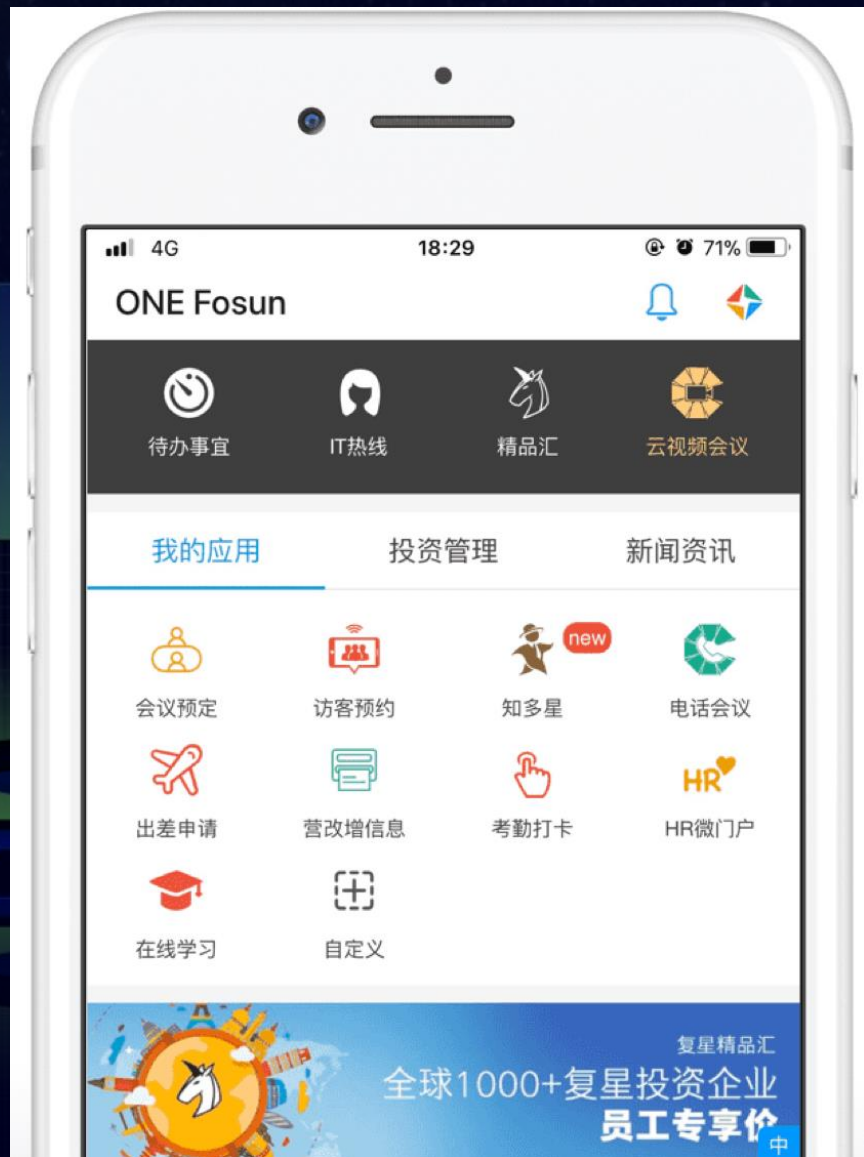 4G 18:29 71%
ONE Fosun
待办事宜 IT热线 精品汇 云视频会议
我的应用 投资管理 新闻资讯
new
会议预定 访客预约 知多星 电话会议
HR
出差申请 营改增信息 考勤打卡 HR微门户
在线学习 自定义
复星精品汇
全球1000+复星投资企业
员工专享价
中